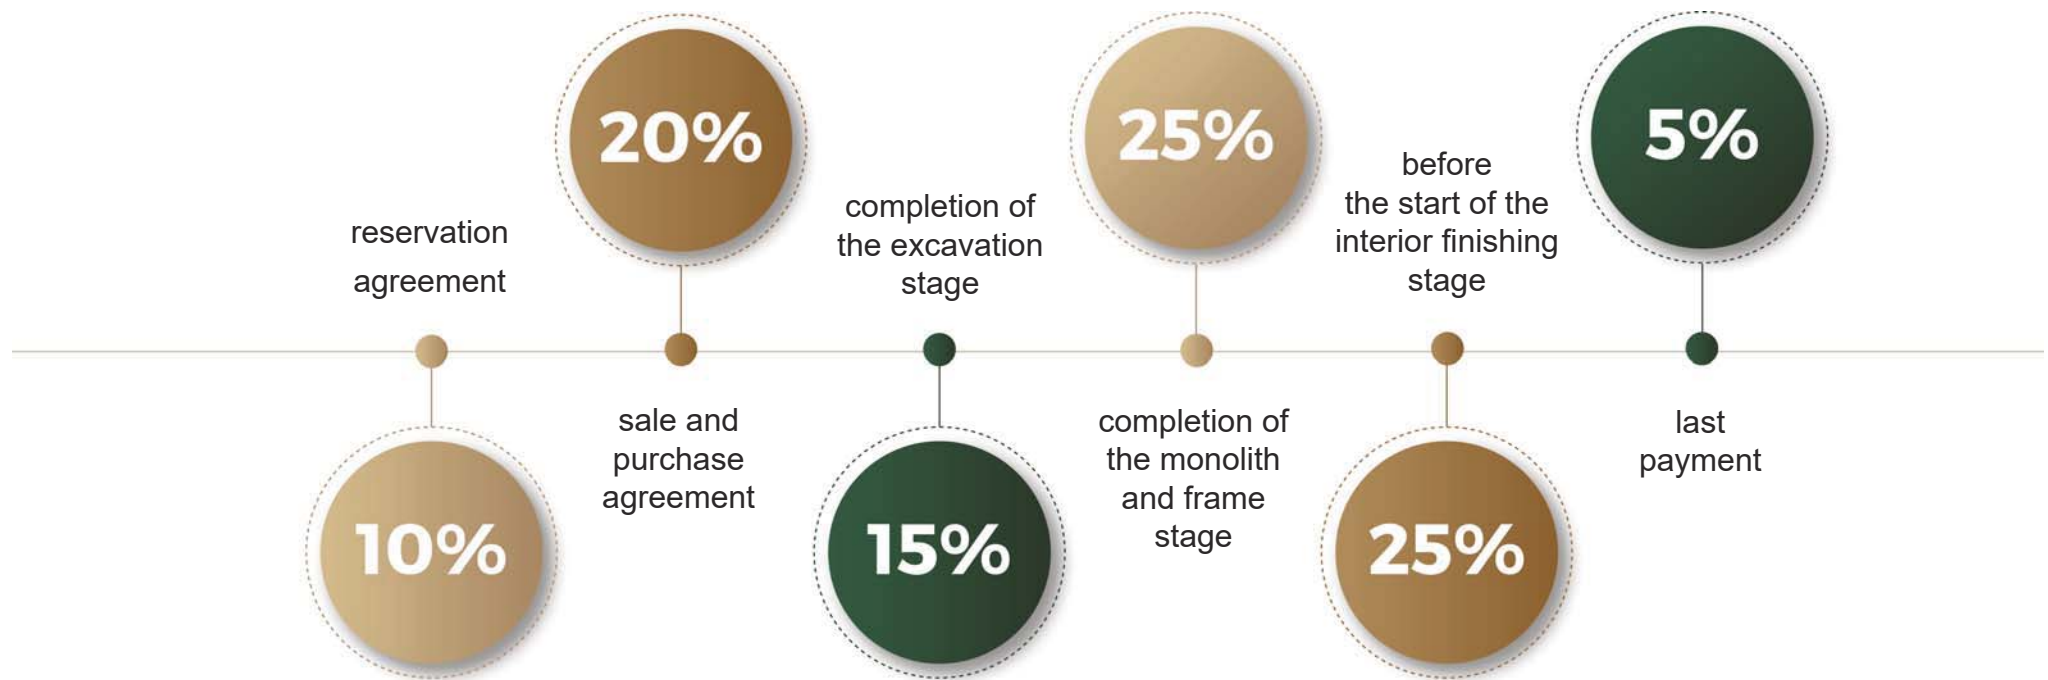 10%
reservation
agreement
20%
sale and
purchase
agreement
15%
completion of
the excavation
stage
25%
completion of
the monolith
and frame
stage
25%
before
the start of the
interior finishing
stage
5%
last
payment